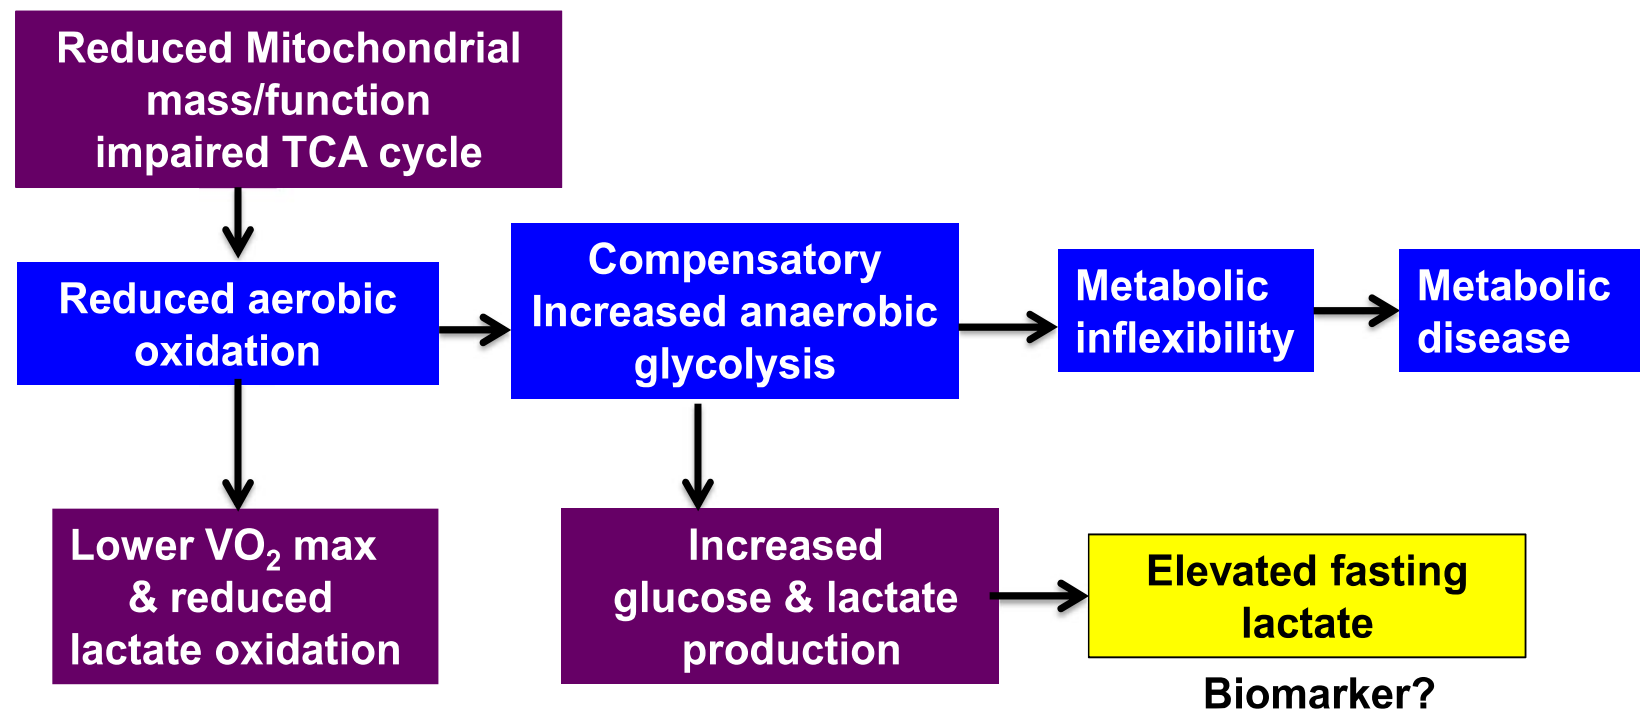 Reduced Mitochondrial
mass/function
impaired TCA cycle
Reduced aerobic
oxidation
Compensatory
Increased anaerobic
glycolysis
Metabolic
inflexibility
Metabolic
disease
Lower VO₂ max
& reduced
lactate oxidation
Increased
glucose & lactate
production
Elevated fasting
lactate
Biomarker?